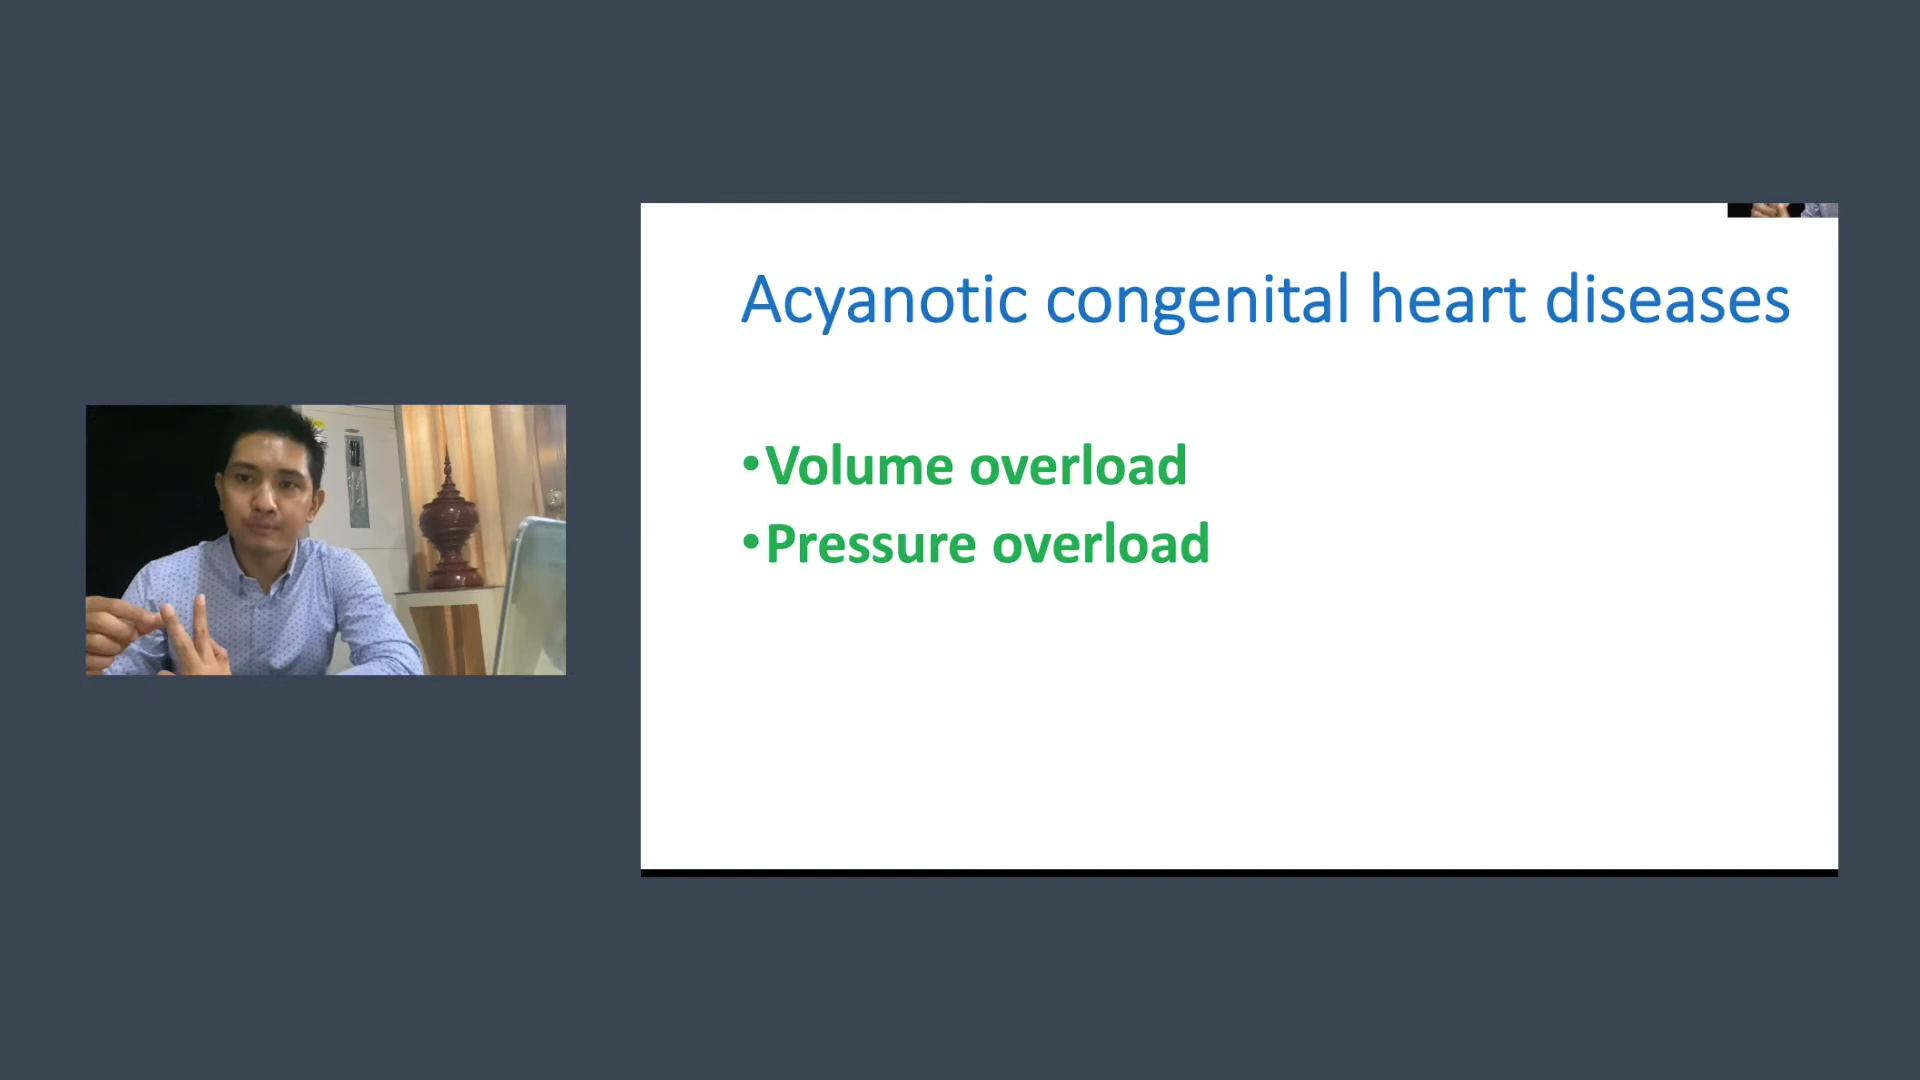 Acyanotic congenital heart diseases
•Volume overload
•Pressure overload